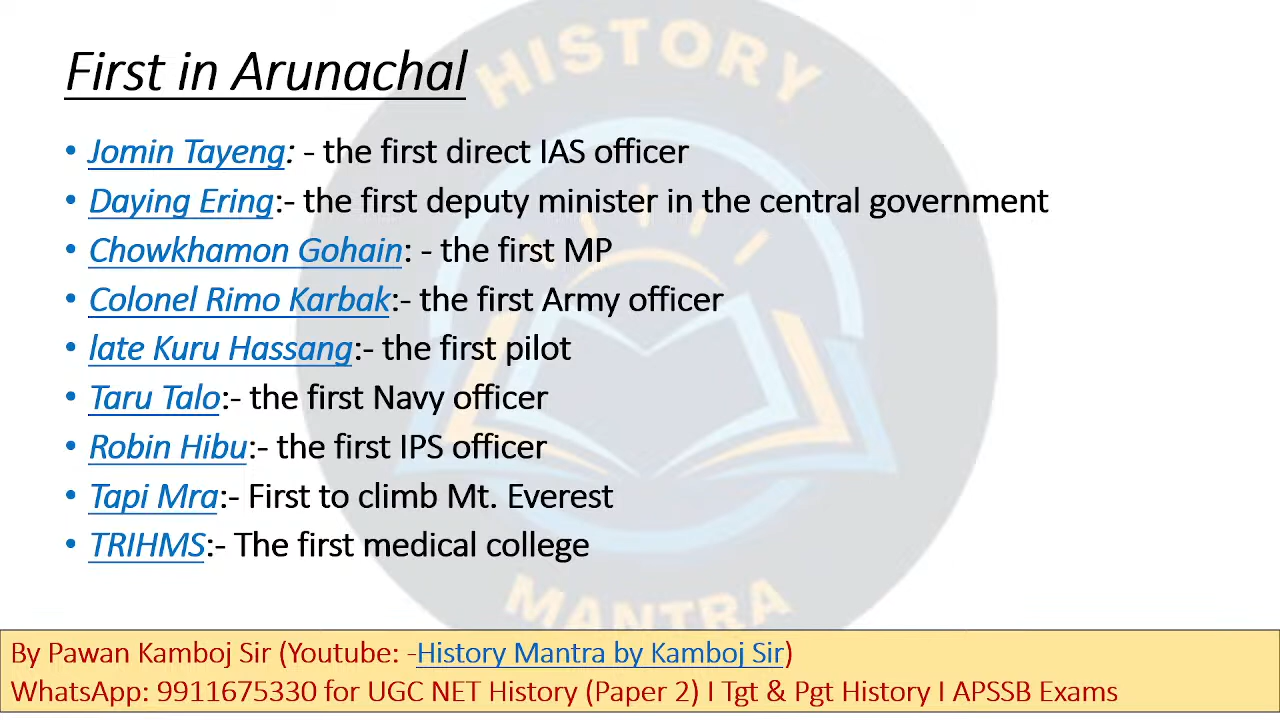 HISTORY
First in Arunachal
• Jomin Tayeng: - the first direct IAS officer
• Daying Ering:- the first deputy minister in the central government
• Chowkhamon Gohain: - the first MP
• Colonel Rimo Karbak:- the first Army officer
• late Kuru Hassang:- the first pilot
• Taru Talo:- the first Navy officer
• Robin Hibu:- the first IPS officer
• Tapi Mra:- First to climb Mt. Everest
• TRIHMS:- The first medical college
MANTRA
By Pawan Kamboj Sir (Youtube: -History Mantra by Kamboj Sir)
WhatsApp: 9911675330 for UGC NET History (Paper 2) I Tgt & Pgt History I APSSB Exams